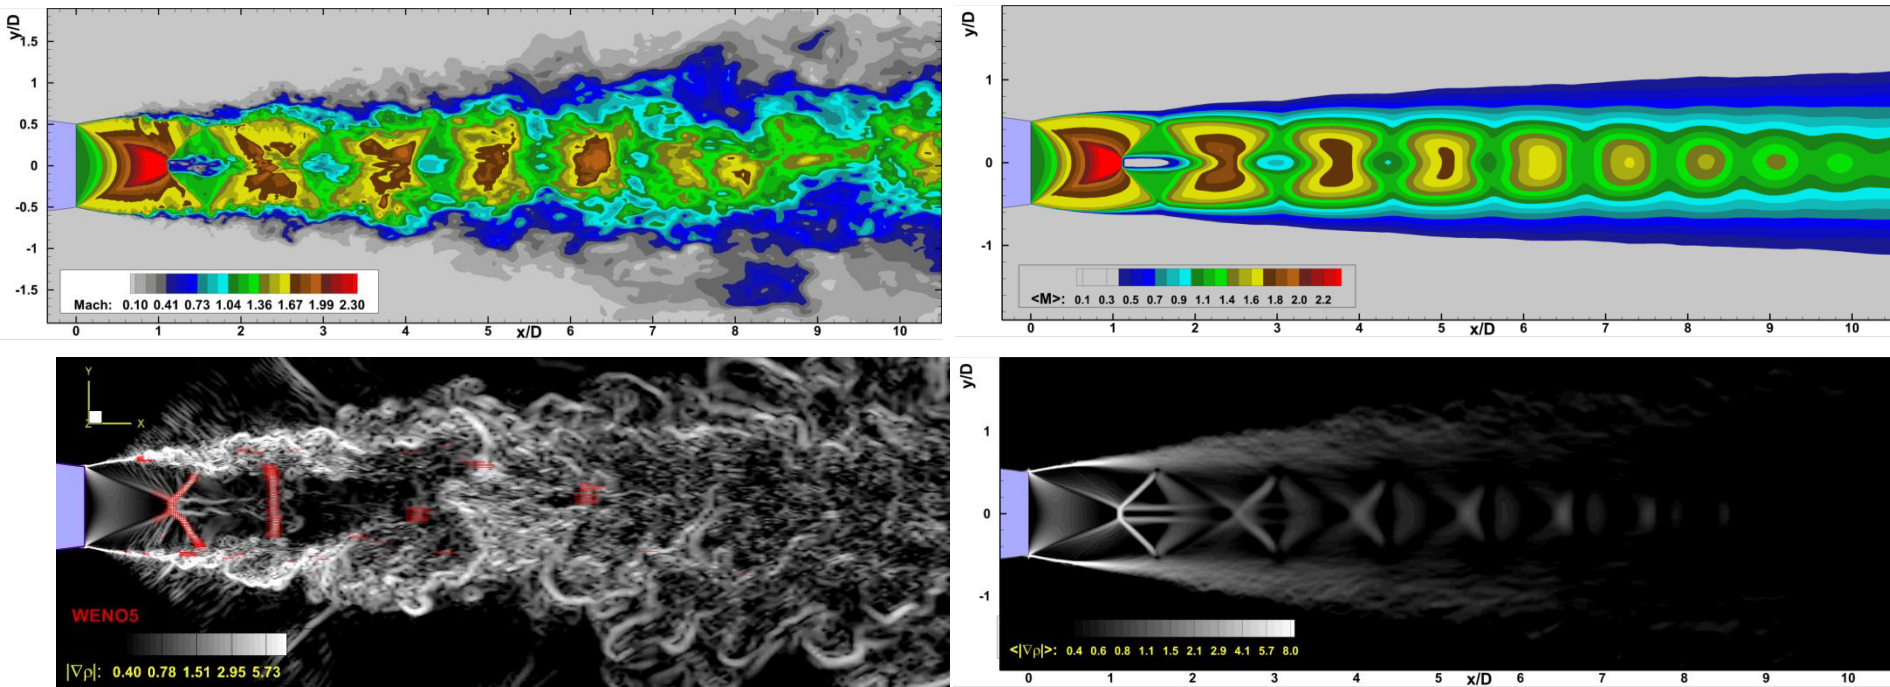 y/D
1.5
1
0.5
0
-0.5
-1
-1.5
Mach: 0.10 0.41 0.73 1.04 1.36 1.67 1.99 2.30
0 1 2 3 4 5 6 7 8 9 10
x/D
y/D
1
0
-1
<M>: 0.1 0.3 0.5 0.7 0.9 1.1 1.4 1.6 1.8 2.0 2.2
0 1 2 3 4 5 6 7 8 9 10
x/D
Y
Z X
WENO5
|∇ρ|: 0.40 0.78 1.51 2.95 5.73
y/D
1
0
-1
<|∇ρ|>: 0.4 0.6 0.8 1.1 1.5 2.1 2.9 4.1 5.7 8.0
0 1 2 3 4 5 6 7 8 9 10
x/D